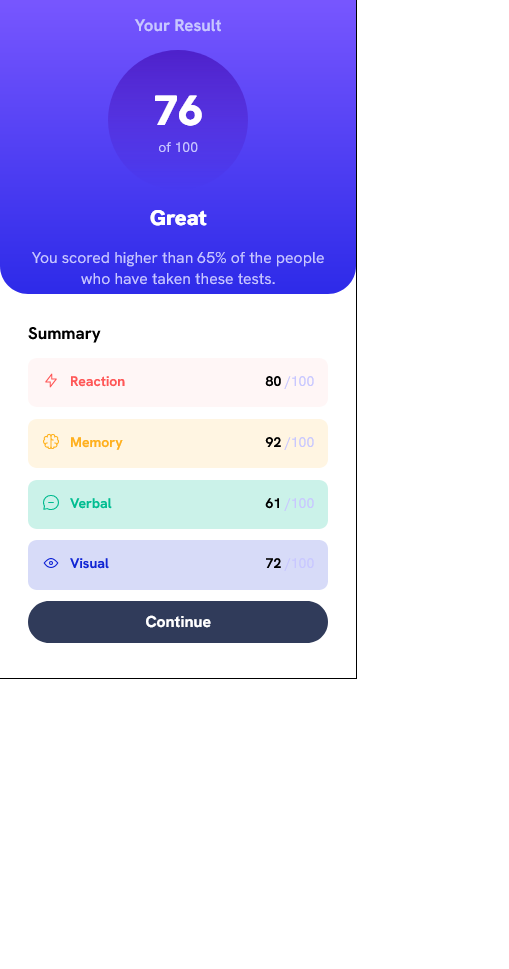 Your Result
76
of 100
Great
You scored higher than 65% of the people
who have taken these tests.
Summary
Reaction 80 /100
Memory 92 /100
Verbal 61 /100
Visual 72 /100
Continue